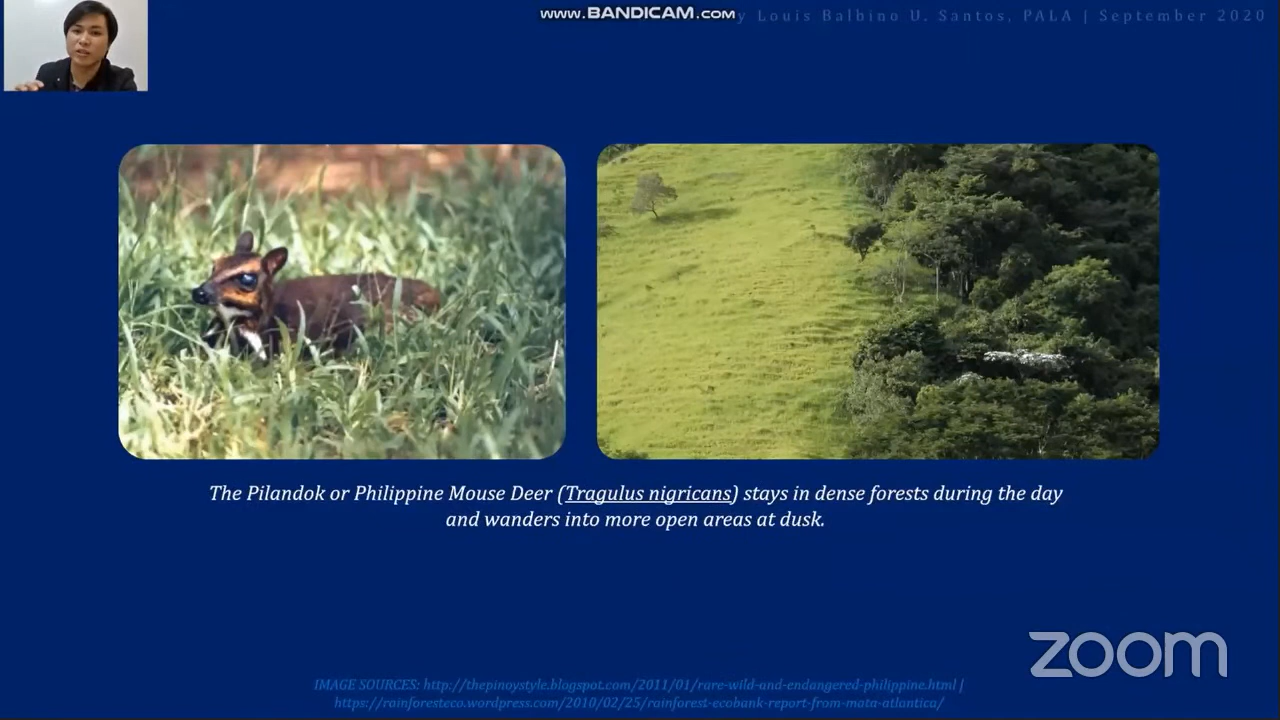 www.BANDICAM.com
y Louis Balbino U. Santos, PALA | September 2020
The Pilandok or Philippine Mouse Deer (Tragulus nigricans) stays in dense forests during the day
and wanders into more open areas at dusk.
zoom
IMAGE SOURCES: http://thepinoystyle.blogspot.com/2011/01/rare-wild-and-endangered-philippine.html |
https://rainforesteco.wordpress.com/2010/02/25/rainforest-ecobank-report-from-mata-atlantica/